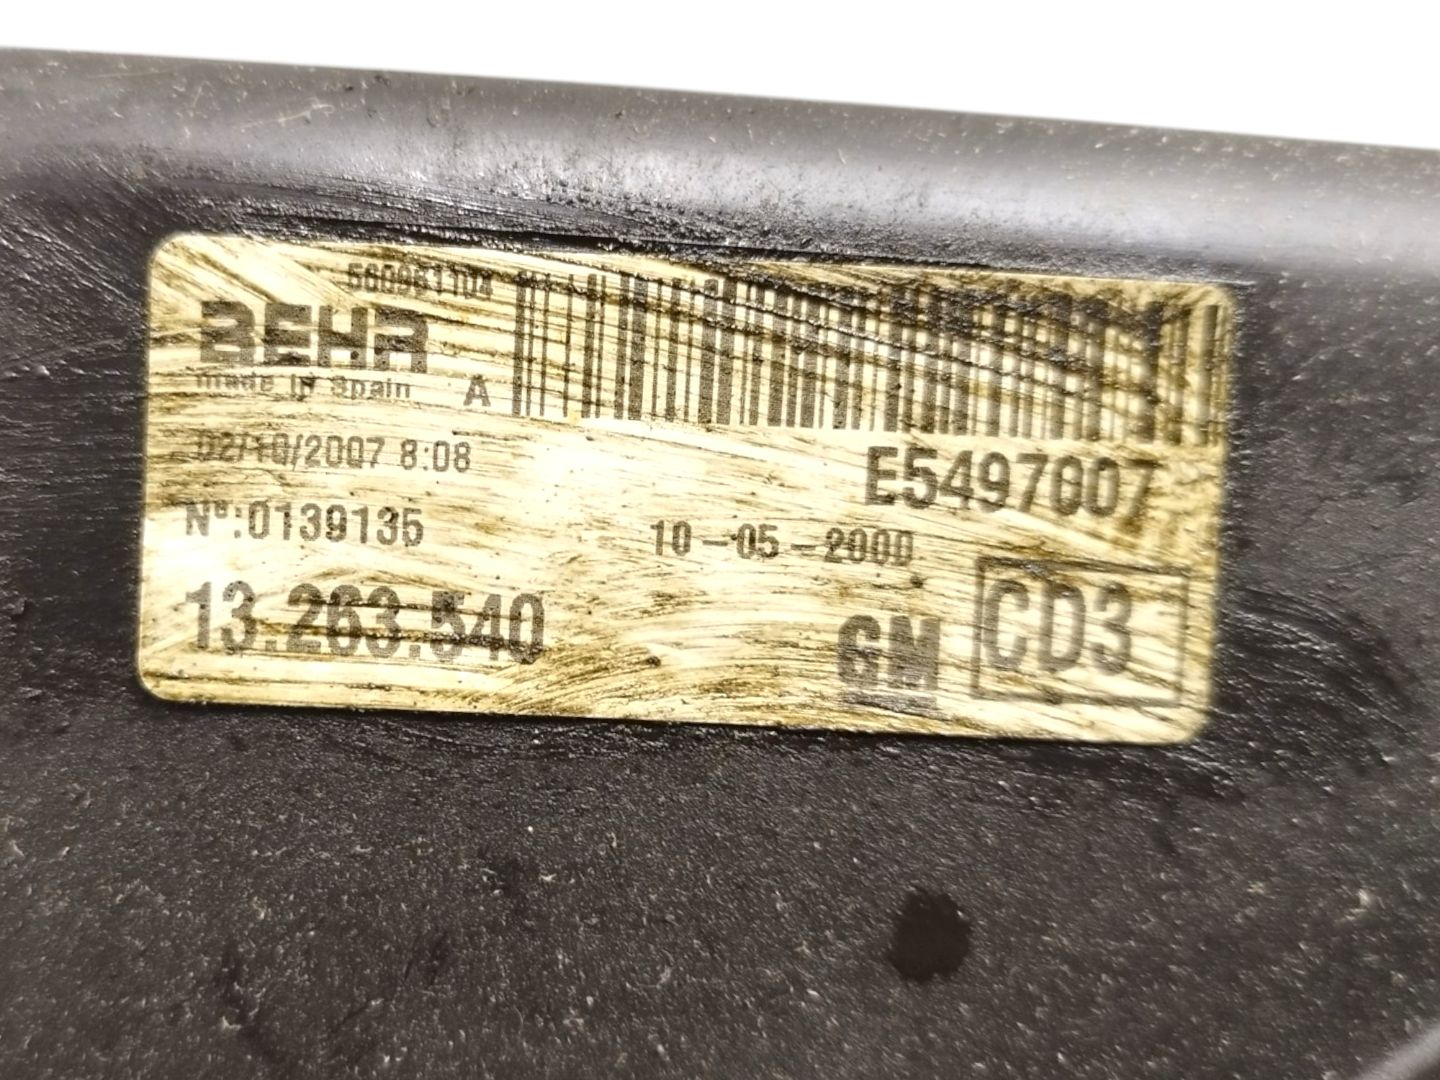 560951104
BEHR
made in Spain A
02/10/2007 8:08
E5497007
Nº:0139135
10-05-2000
13.263.540
GM CD3